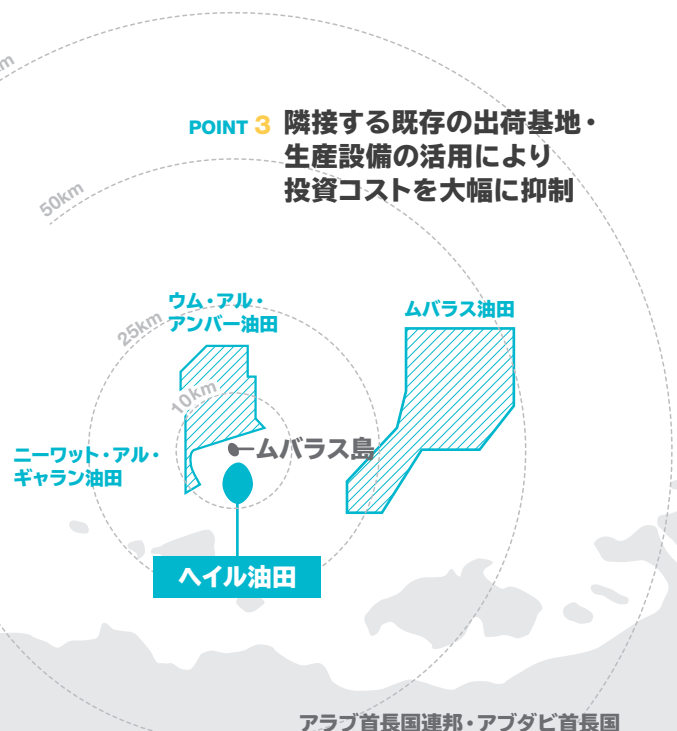 POINT 3 隣接する既存の出荷基地・
生産設備の活用により
投資コストを大幅に抑制
50km
25km
10km
ウム・アル・
アンバー油田
ムバラス油田
ニーワット・アル・
ギャラン油田
ムバラス島
ヘイル油田
アラブ首長国連邦・アブダビ首長国